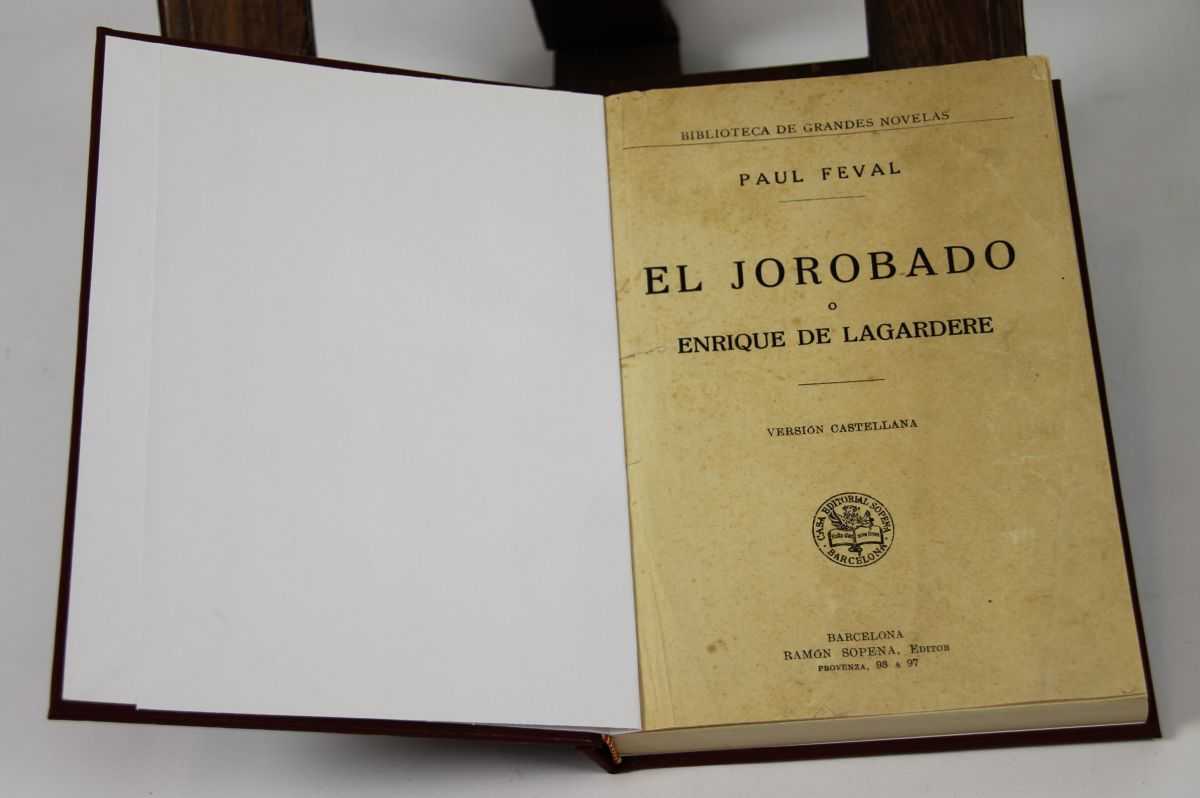 BIBLIOTECA DE GRANDES NOVELAS
PAUL FEVAL
EL JOROBADO
O
ENRIQUE DE LAGARDERE
VERSIÓN CASTELLANA
CASA EDITORIAL SOPENA
· BARCELONA ·
BARCELONA
RAMÓN SOPENA, EDITOR
PROVENZA, 93 Á 97